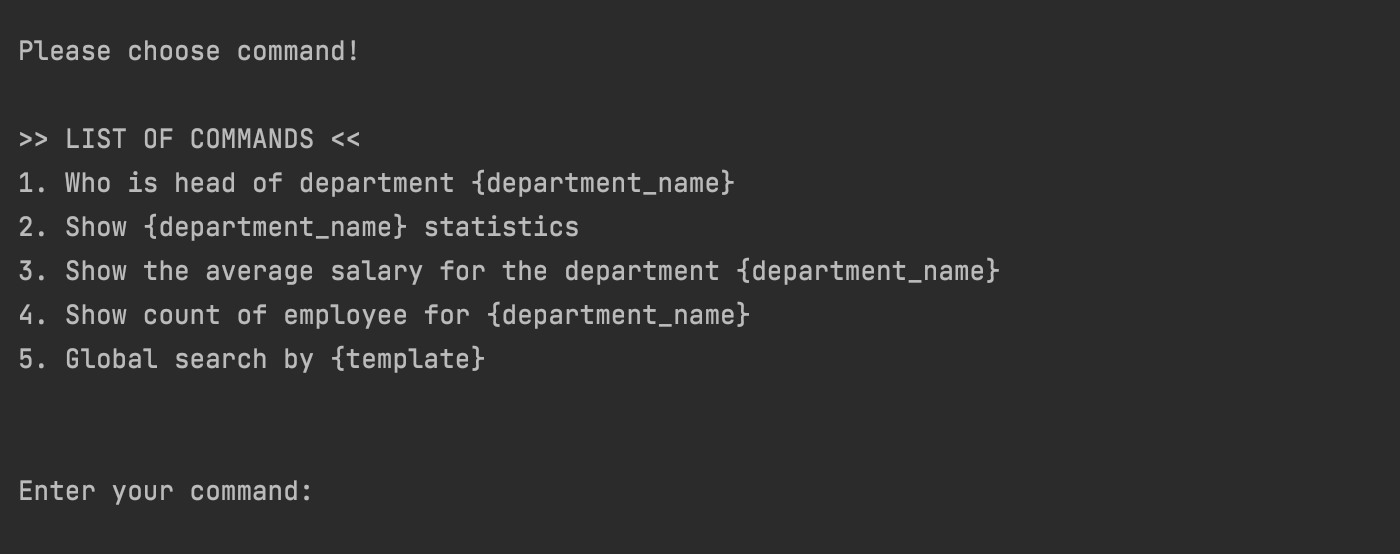 Please choose command!
>> LIST OF COMMANDS <<
1. Who is head of department {department_name}
2. Show {department_name} statistics
3. Show the average salary for the department {department_name}
4. Show count of employee for {department_name}
5. Global search by {template}
Enter your command: